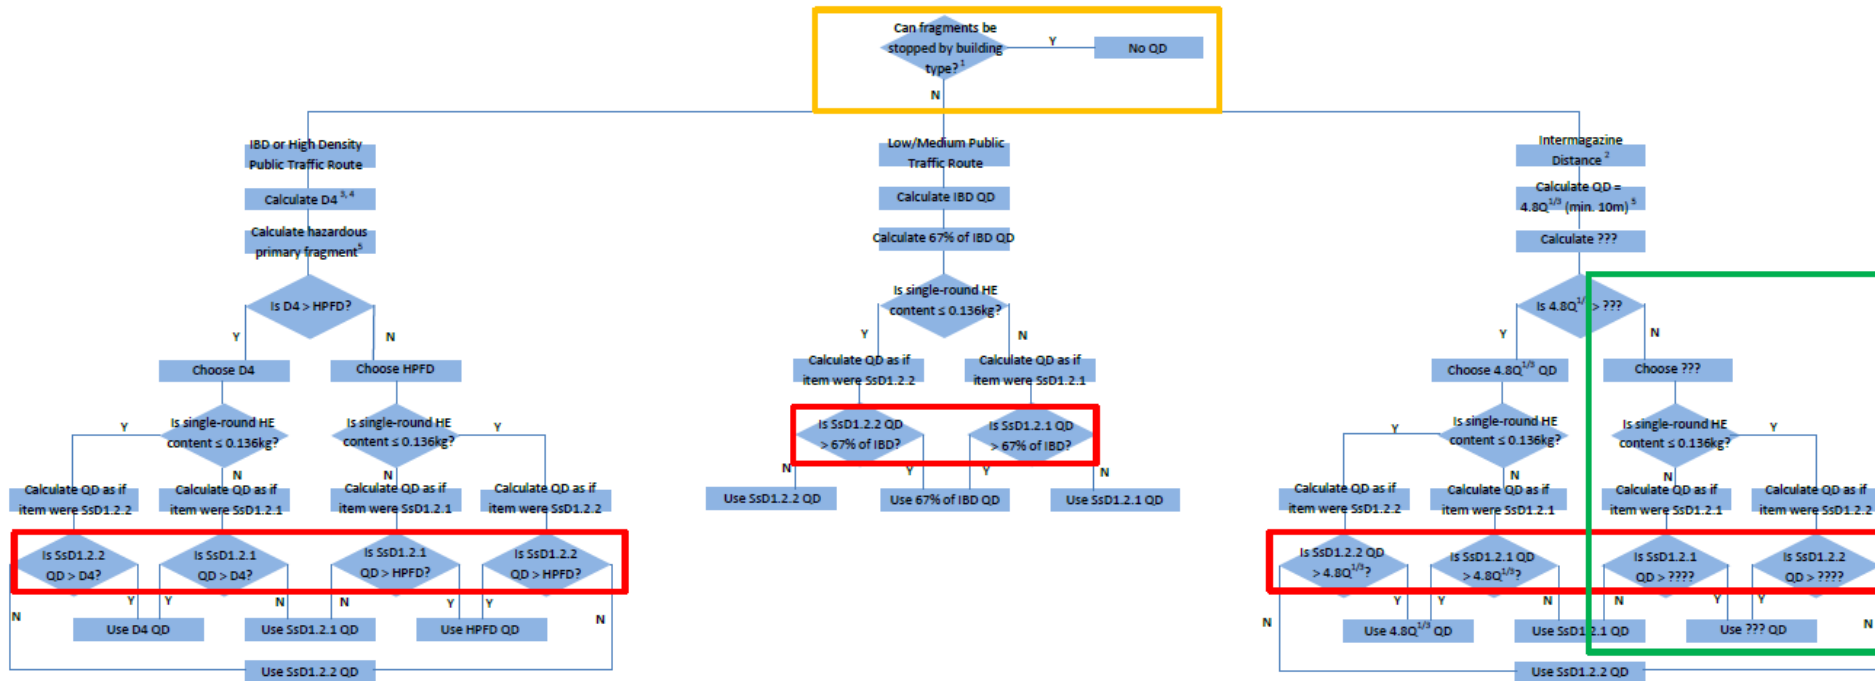 Can fragments be
stopped by building
type? 1
Y
No QD
N
IBD or High Density
Public Traffic Route
Calculate D4 3, 4
Calculate hazardous
primary fragment5
Is D4 > HPFD?
Y
N
Choose D4
Choose HPFD
Is single-round HE
content ≤ 0.136kg?
Is single-round HE
content ≤ 0.136kg?
Y
Y
N
N
Calculate QD as if
item were SsD1.2.2
Calculate QD as if
item were SsD1.2.1
Calculate QD as if
item were SsD1.2.1
Calculate QD as if
item were SsD1.2.2
Is SsD1.2.2
QD > D4?
Is SsD1.2.1
QD > D4?
Is SsD1.2.1
QD > HPFD?
Is SsD1.2.2
QD > HPFD?
N
Y
Y
N
N
Y
Y
N
Use D4 QD
Use SsD1.2.1 QD
Use HPFD QD
Use SsD1.2.2 QD
Low/Medium Public
Traffic Route
Calculate IBD QD
Calculate 67% of IBD QD
Is single-round HE
content ≤ 0.136kg?
Y
N
Calculate QD as if
item were SsD1.2.2
Calculate QD as if
item were SsD1.2.1
Is SsD1.2.2 QD
> 67% of IBD?
Is SsD1.2.1 QD
> 67% of IBD?
N
Y
Y
N
Use SsD1.2.2 QD
Use 67% of IBD QD
Use SsD1.2.1 QD
Intermagazine
Distance 2
Calculate QD =
4.8Q1/3 (min. 10m) 5
Calculate ???
Is 4.8Q1/ > ???
Y
N
Choose 4.8Q1/3 QD
Choose ???
Is single-round HE
content ≤ 0.136kg?
Is single-round HE
content ≤ 0.136kg?
Y
Y
N
N
Calculate QD as if
item were SsD1.2.2
Calculate QD as if
item were SsD1.2.1
Calculate QD as if
item were SsD1.2.1
Calculate QD as if
item were SsD1.2.2
Is SsD1.2.2 QD
> 4.8Q1/3?
Is SsD1.2.1 QD
> 4.8Q1/3?
Is SsD1.2.1
QD > ????
Is SsD1.2.2
QD > ????
N
Y
Y
N
N
Y
Y
N
Use 4.8Q1/3 QD
Use SsD1.2.1 QD
Use ??? QD
Use SsD1.2.2 QD